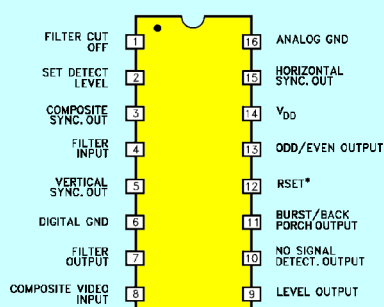 FILTER CUT
OFF
1
16
ANALOG GND
SET DETECT
LEVEL
2
15
HORIZONTAL
SYNC. OUT
COMPOSITE
SYNC. OUT
3
14
VDD
FILTER
INPUT
4
13
ODD/EVEN OUTPUT
VERTICAL
SYNC. OUT
5
12
RSET*
DIGITAL GND
6
11
BURST/BACK
PORCH OUTPUT
FILTER
OUTPUT
7
10
NO SIGNAL
DETECT. OUTPUT
COMPOSITE VIDEO
INPUT
8
9
LEVEL OUTPUT